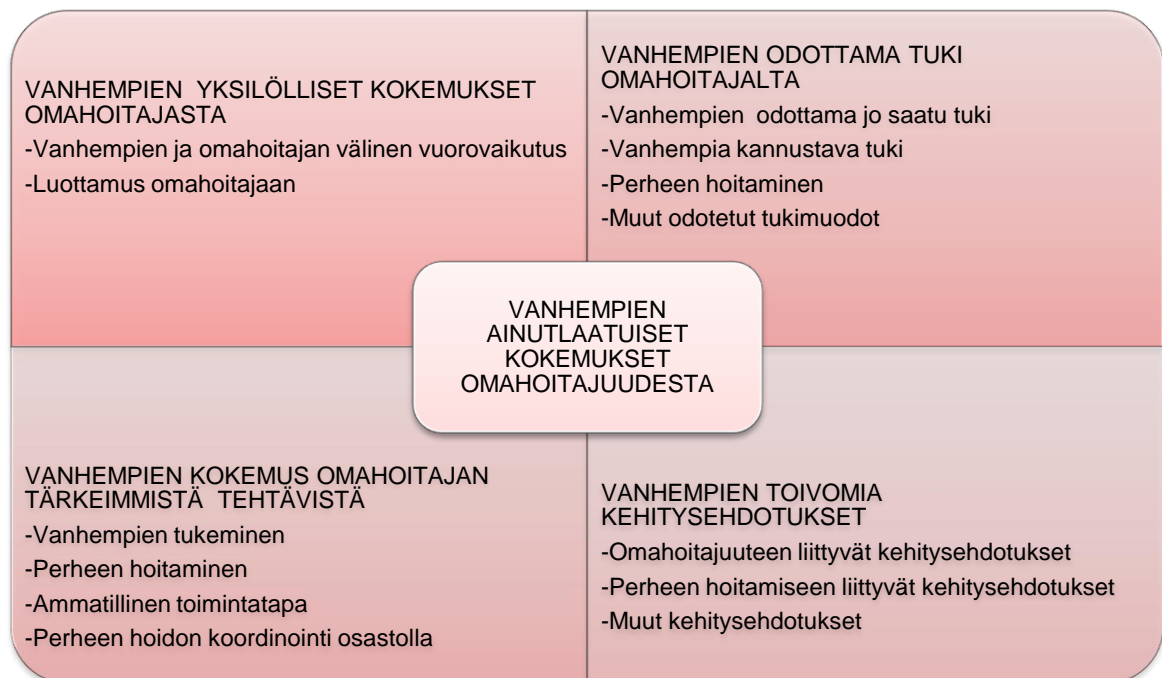 VANHEMPIEN YKSILÖLLISET KOKEMUKSET
OMAHOITAJASTA
-Vanhempien ja omahoitajan välinen vuorovaikutus
-Luottamus omahoitajaan
VANHEMPIEN ODOTTAMA TUKI
OMAHOITAJALTA
-Vanhempien odottama jo saatu tuki
-Vanhempia kannustava tuki
-Perheen hoitaminen
-Muut odotetut tukimuodot
VANHEMPIEN
AINUTLAATUISET
KOKEMUKSET
OMAHOITAJUUDESTA
VANHEMPIEN KOKEMUS OMAHOITAJAN
TÄRKEIMMISTÄ TEHTÄVISTÄ
-Vanhempien tukeminen
-Perheen hoitaminen
-Ammatillinen toimintatapa
-Perheen hoidon koordinointi osastolla
VANHEMPIEN TOIVOMIA
KEHITYSEHDOTUKSET
-Omahoitajuuteen liittyvät kehitysehdotukset
-Perheen hoitamiseen liittyvät kehitysehdotukset
-Muut kehitysehdotukset